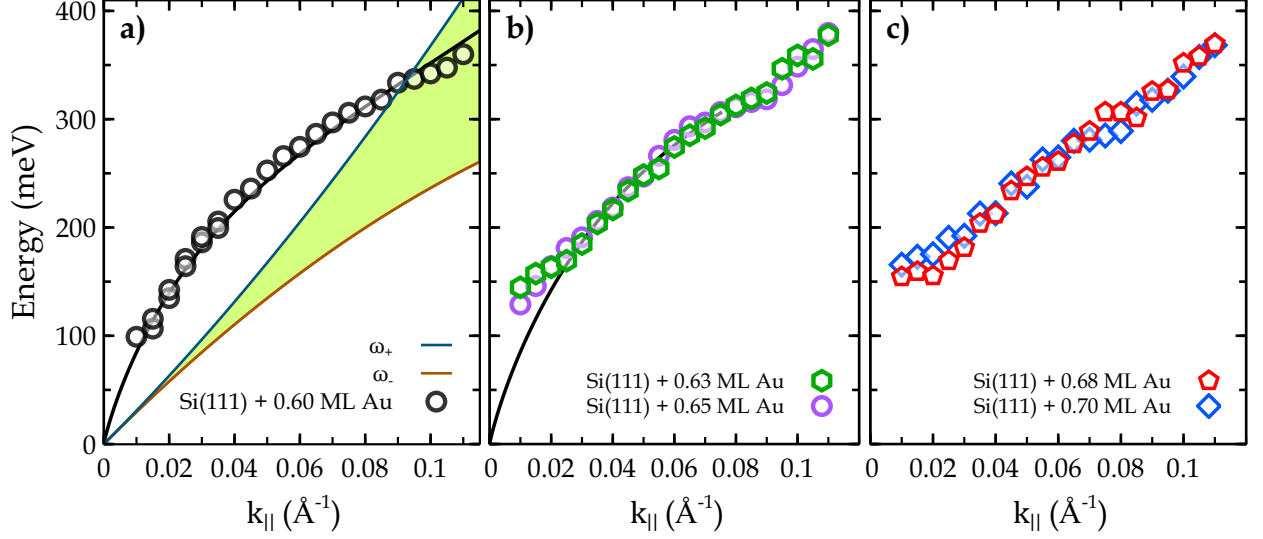 a)
b)
c)
Energy (meV)
400
300
200
100
0
ω+
ω-
Si(111) + 0.60 ML Au
Si(111) + 0.63 ML Au
Si(111) + 0.65 ML Au
Si(111) + 0.68 ML Au
Si(111) + 0.70 ML Au
0 0.02 0.04 0.06 0.08 0.1
0 0.02 0.04 0.06 0.08 0.1
0 0.02 0.04 0.06 0.08 0.1
k|| (Å-1)
k|| (Å-1)
k|| (Å-1)